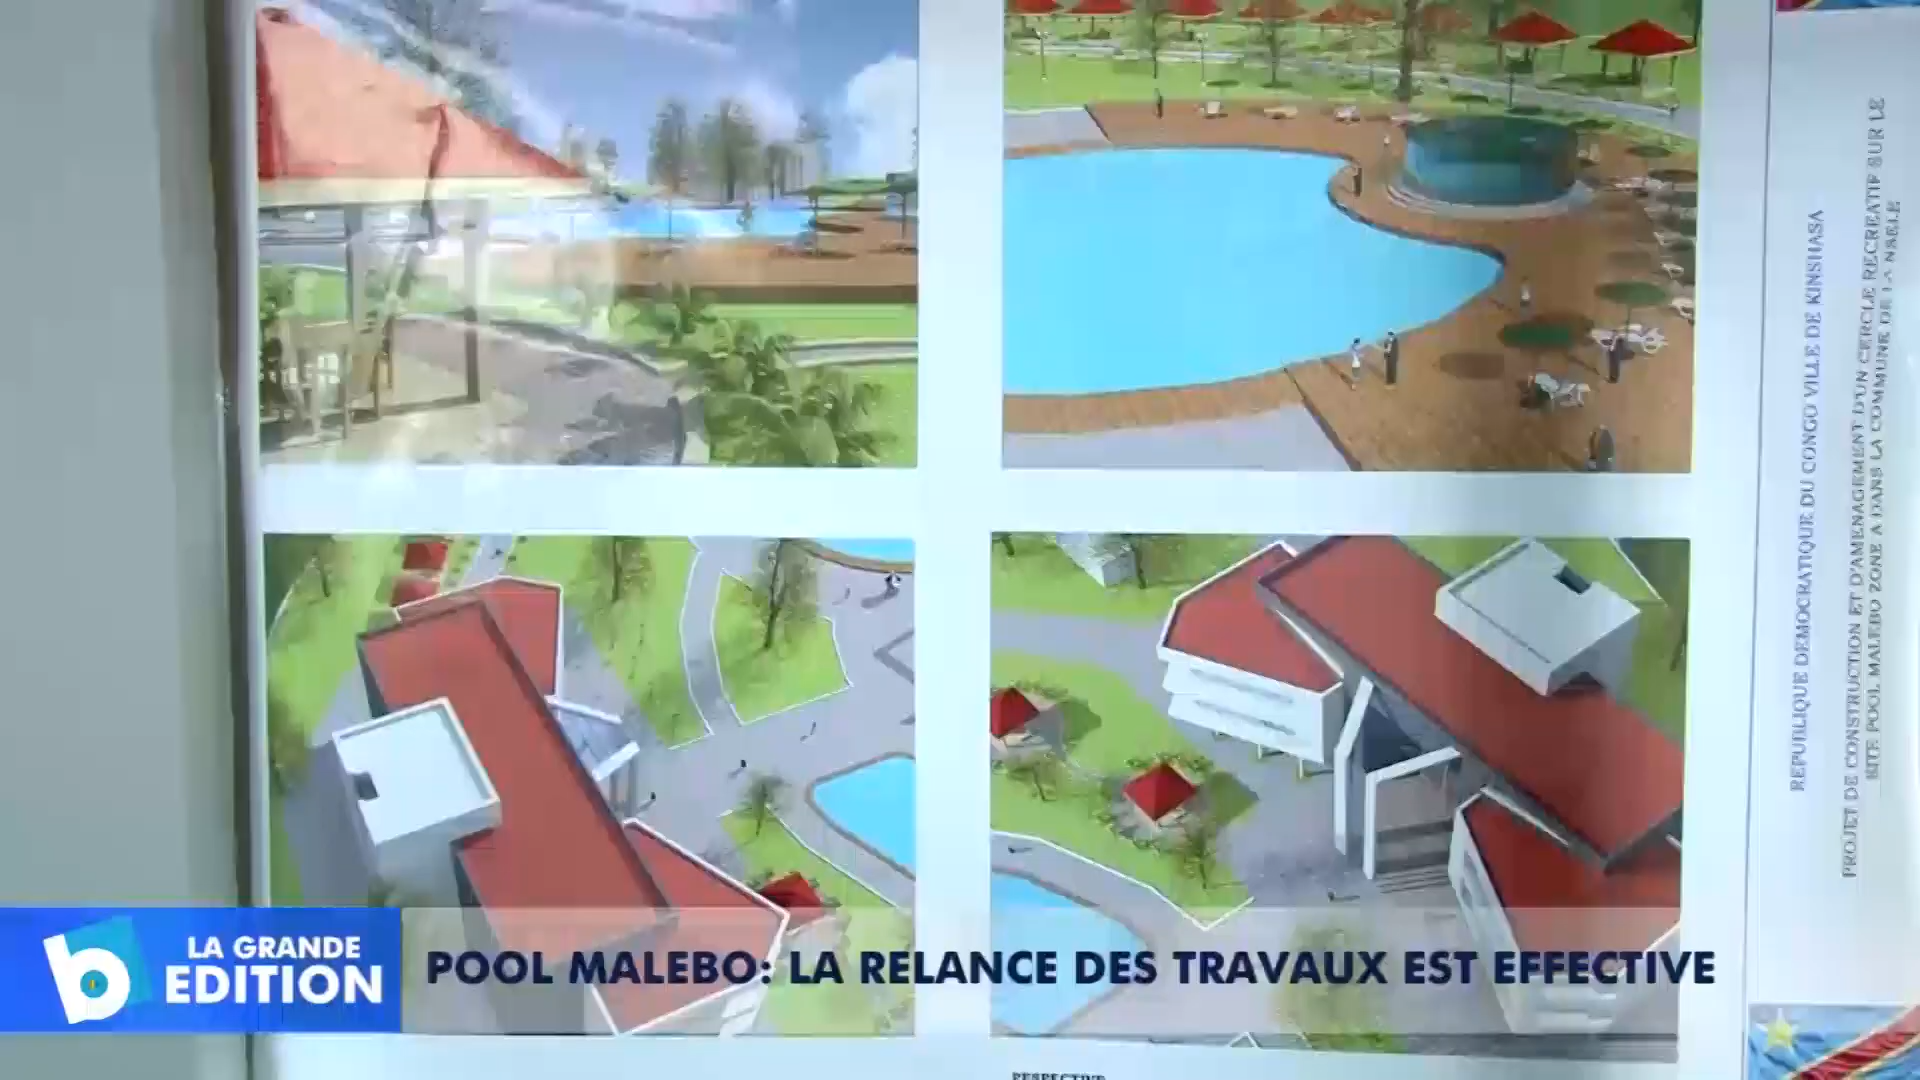 REPUBLIQUE DEMOCRATIQUE DU CONGO VILLE DE KINSHASA
PROJET DE CONSTRUCTION ET D'AMENAGEMENT D'UN CERCLE RECREATIF SUR LE
SITE POOL MALEBO ZONE A DANS LA COMMUNE DE LA NSELE
b
LA GRANDE
EDITION
POOL MALEBO: LA RELANCE DES TRAVAUX EST EFFECTIVE